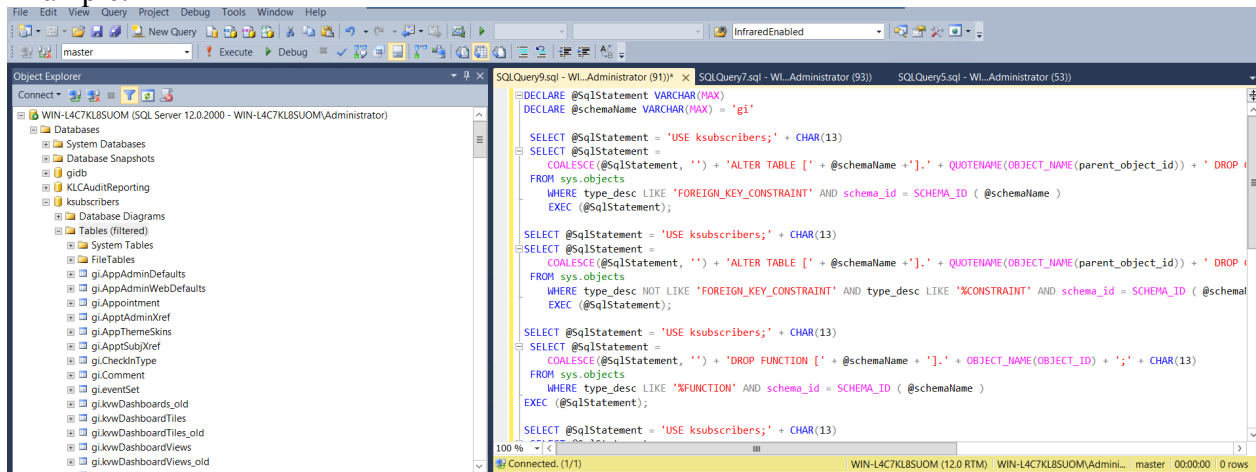 File Edit View Query Project Debug Tools Window Help
New Query InfraredEnabled
master Execute Debug
Object Explorer
Connect
WIN-L4C7KL8SUOM (SQL Server 12.0.2000 - WIN-L4C7KL8SUOM\Administrator)
Databases
System Databases
Database Snapshots
gidb
KLCAuditReporting
ksubscribers
Database Diagrams
Tables (filtered)
System Tables
FileTables
gi.AppAdminDefaults
gi.AppAdminWebDefaults
gi.Appointment
gi.ApptAdminXref
gi.AppThemeSkins
gi.ApptSubjXref
gi.CheckInType
gi.Comment
gi.eventSet
gi.kvwDashboards_old
gi.kvwDashboardTiles
gi.kvwDashboardTiles_old
gi.kvwDashboardViews
gi.kvwDashboardViews_old
SQLQuery9.sql - WI...Administrator (91))* SQLQuery7.sql - WI...Administrator (93)) SQLQuery5.sql - WI...Administrator (53))
DECLARE @SqlStatement VARCHAR(MAX)
DECLARE @schemaName VARCHAR(MAX) = 'gi'
SELECT @SqlStatement = 'USE ksubscribers;' + CHAR(13)
SELECT @SqlStatement =
COALESCE(@SqlStatement, '') + 'ALTER TABLE [' + @schemaName +'].' + QUOTENAME(OBJECT_NAME(parent_object_id)) + ' DROP
FROM sys.objects
WHERE type_desc LIKE 'FOREIGN_KEY_CONSTRAINT' AND schema_id = SCHEMA_ID ( @schemaName )
EXEC (@SqlStatement);
SELECT @SqlStatement = 'USE ksubscribers;' + CHAR(13)
SELECT @SqlStatement =
COALESCE(@SqlStatement, '') + 'ALTER TABLE [' + @schemaName +'].' + QUOTENAME(OBJECT_NAME(parent_object_id)) + ' DROP
FROM sys.objects
WHERE type_desc NOT LIKE 'FOREIGN_KEY_CONSTRAINT' AND type_desc LIKE '%CONSTRAINT' AND schema_id = SCHEMA_ID ( @schemaN
EXEC (@SqlStatement);
SELECT @SqlStatement = 'USE ksubscribers;' + CHAR(13)
SELECT @SqlStatement =
COALESCE(@SqlStatement, '') + 'DROP FUNCTION [' + @schemaName + '].' + OBJECT_NAME(OBJECT_ID) + ';' + CHAR(13)
FROM sys.objects
WHERE type_desc LIKE '%FUNCTION' AND schema_id = SCHEMA_ID ( @schemaName )
EXEC (@SqlStatement);
SELECT @SqlStatement = 'USE ksubscribers;' + CHAR(13)
100 %
Connected. (1/1) WIN-L4C7KL8SUOM (12.0 RTM) WIN-L4C7KL8SUOM\Admini... master 00:00:00 0 rows